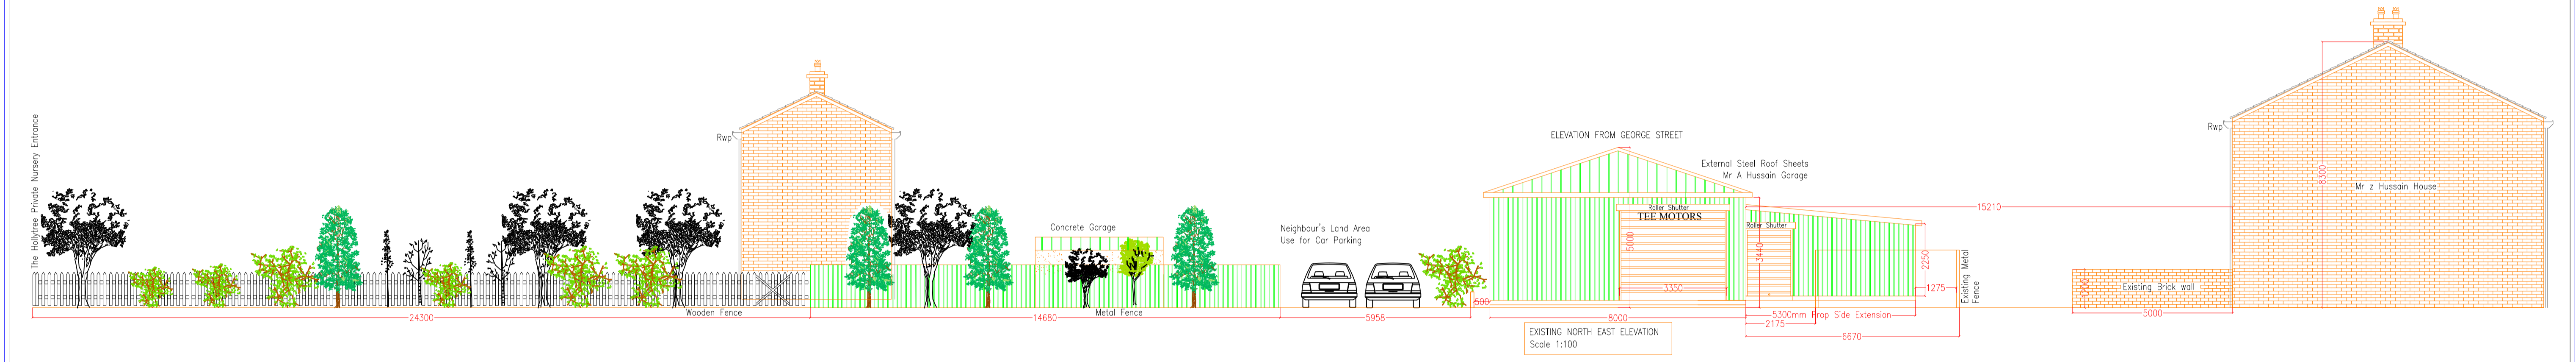 The Hollytree Private Nursery Entrance
Rwp
24300
Wooden Fence
14680
Metal Fence
Concrete Garage
Neighbour's Land Area
Use for Car Parking
5958
ELEVATION FROM GEORGE STREET
External Steel Roof Sheets
Mr A Hussain Garage
Roller Shutter
TEE MOTORS
Roller Shutter
5000
3440
3350
500
8000
2250
1275
15210
Existing Metal
Fence
5300mm Prop Side Extension
2175
6670
EXISTING NORTH EAST ELEVATION
Scale 1:100
1200
Existing Brick wall
5000
Rwp
8300
Mr z Hussain House